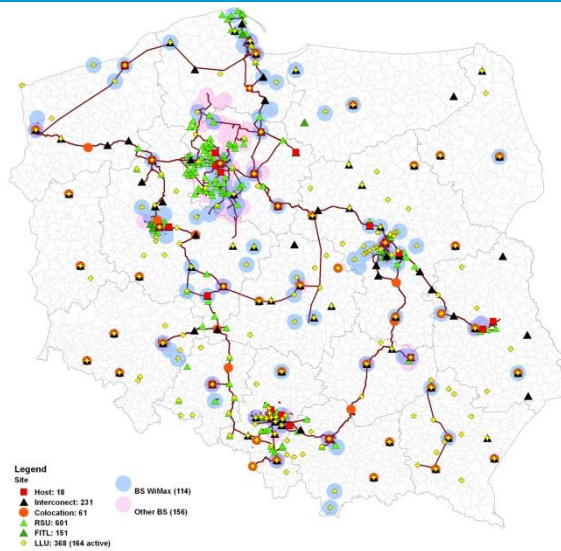 Legend
Site
Host: 18
Interconect: 231
Colocation: 61
RSU: 601
FITL: 151
LLU: 368 (164 active)
BS WiMax (114)
Other BS (156)